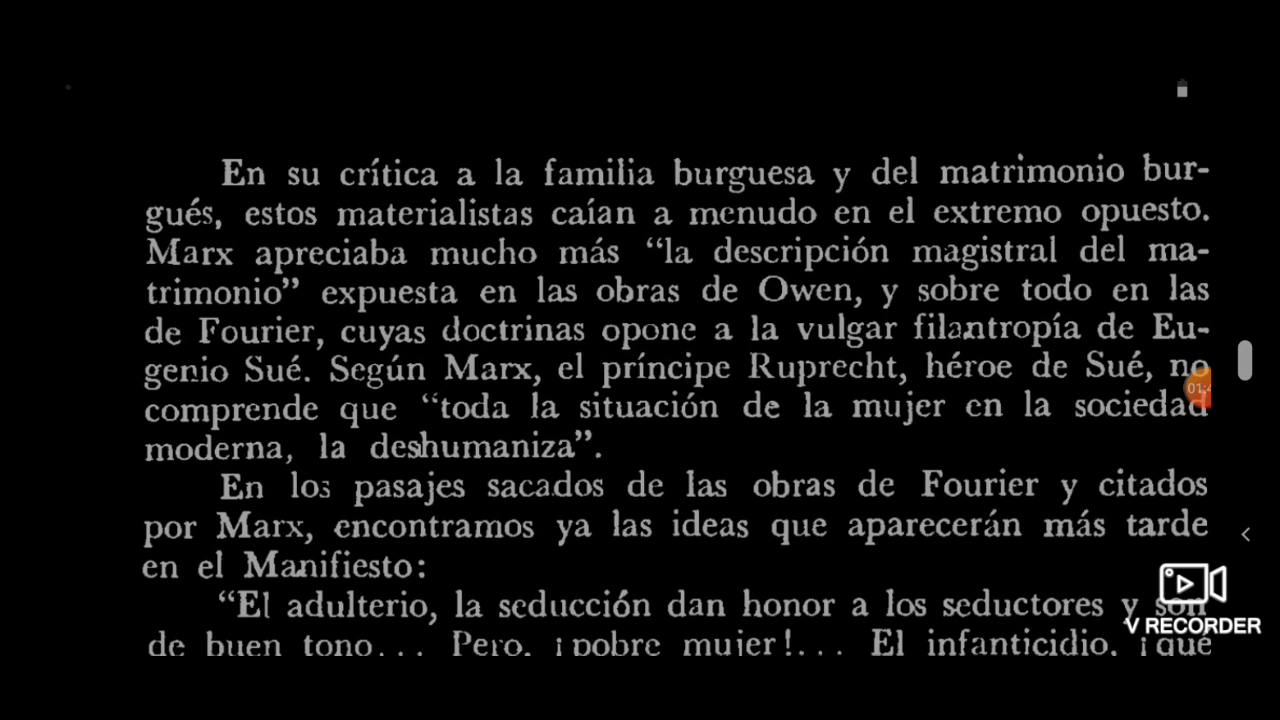 En su crítica a la familia burguesa y del matrimonio bur-
gués, estos materialistas caían a menudo en el extremo opuesto.
Marx apreciaba mucho más “la descripción magistral del ma-
trimonio” expuesta en las obras de Owen, y sobre todo en las
de Fourier, cuyas doctrinas opone a la vulgar filantropía de Eu-
genio Sué. Según Marx, el príncipe Ruprecht, héroe de Sué, no
comprende que “toda la situación de la mujer en la sociedad
moderna, la deshumaniza”.
En los pasajes sacados de las obras de Fourier y citados
por Marx, encontramos ya las ideas que aparecerán más tarde
en el Manifiesto:
“El adulterio, la seducción dan honor a los seductores y son
de buen tono... Pero, ¡pobre mujer!... El infanticidio, ¡qué
V RECORDER